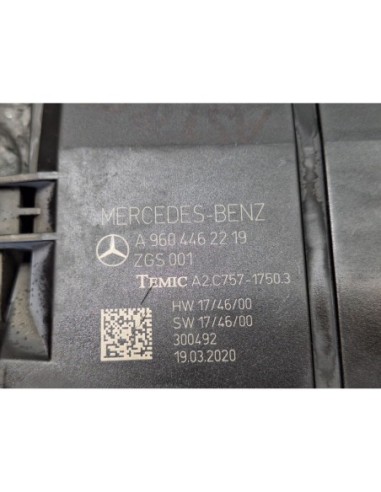 MERCEDES-BENZ
A 960 446 22 19
ZGS 001
TEMIC A2C757-1750.3
HW 17/46/00
SW 17/46/00
300492
19.03.2020